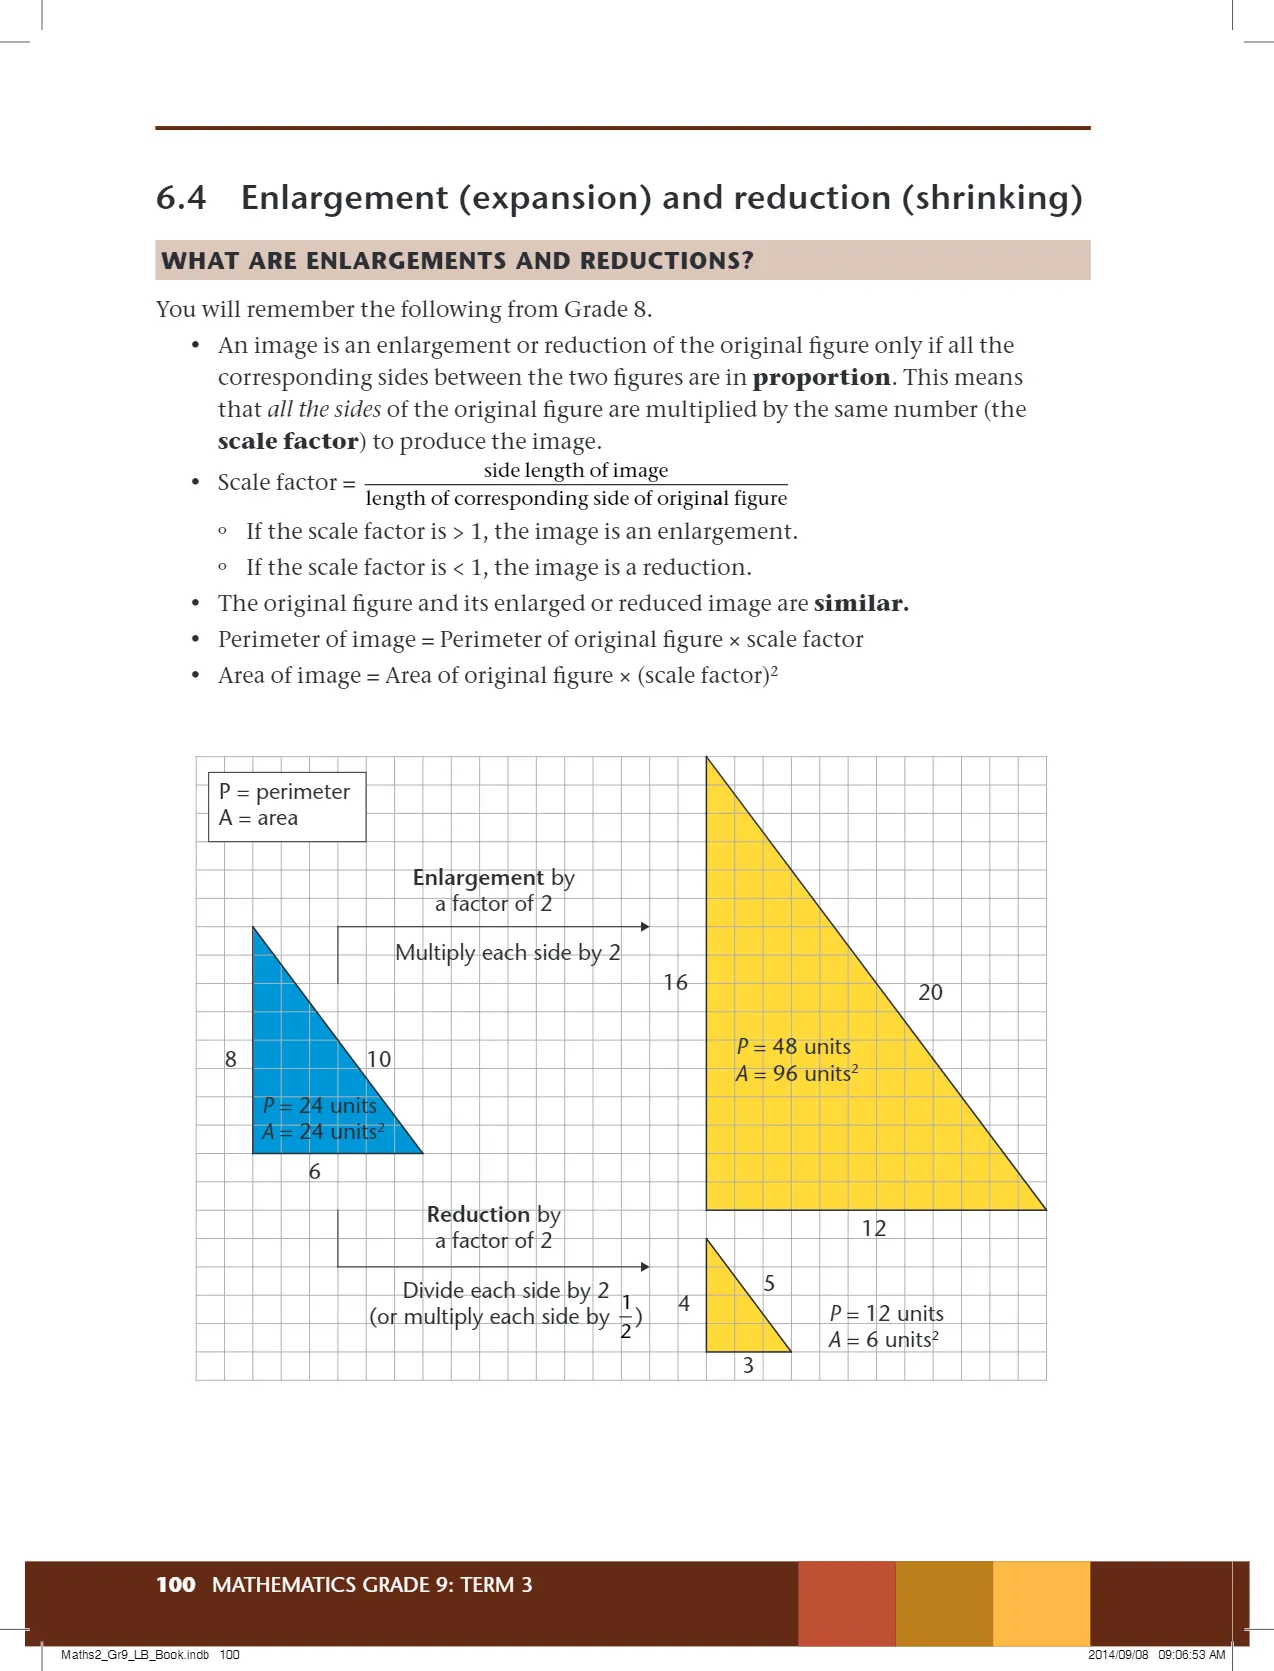 6.4 Enlargement (expansion) and reduction (shrinking)
WHAT ARE ENLARGEMENTS AND REDUCTIONS?
You will remember the following from Grade 8.
• An image is an enlargement or reduction of the original figure only if all the
corresponding sides between the two figures are in proportion. This means
that all the sides of the original figure are multiplied by the same number (the
scale factor) to produce the image.
• Scale factor = side length of image / length of corresponding side of original figure
o If the scale factor is > 1, the image is an enlargement.
o If the scale factor is < 1, the image is a reduction.
• The original figure and its enlarged or reduced image are similar.
• Perimeter of image = Perimeter of original figure × scale factor
• Area of image = Area of original figure × (scale factor)²
P = perimeter
A = area
Enlargement by
a factor of 2
Multiply each side by 2
16
20
P = 48 units
A = 96 units²
8
10
P = 24 units
A = 24 units²
6
12
Reduction by
a factor of 2
Divide each side by 2
(or multiply each side by 1/2)
4
5
3
P = 12 units
A = 6 units²
100 MATHEMATICS GRADE 9: TERM 3
Maths2_Gr9_LB_Book.indb 100
2014/09/08 09:06:53 AM